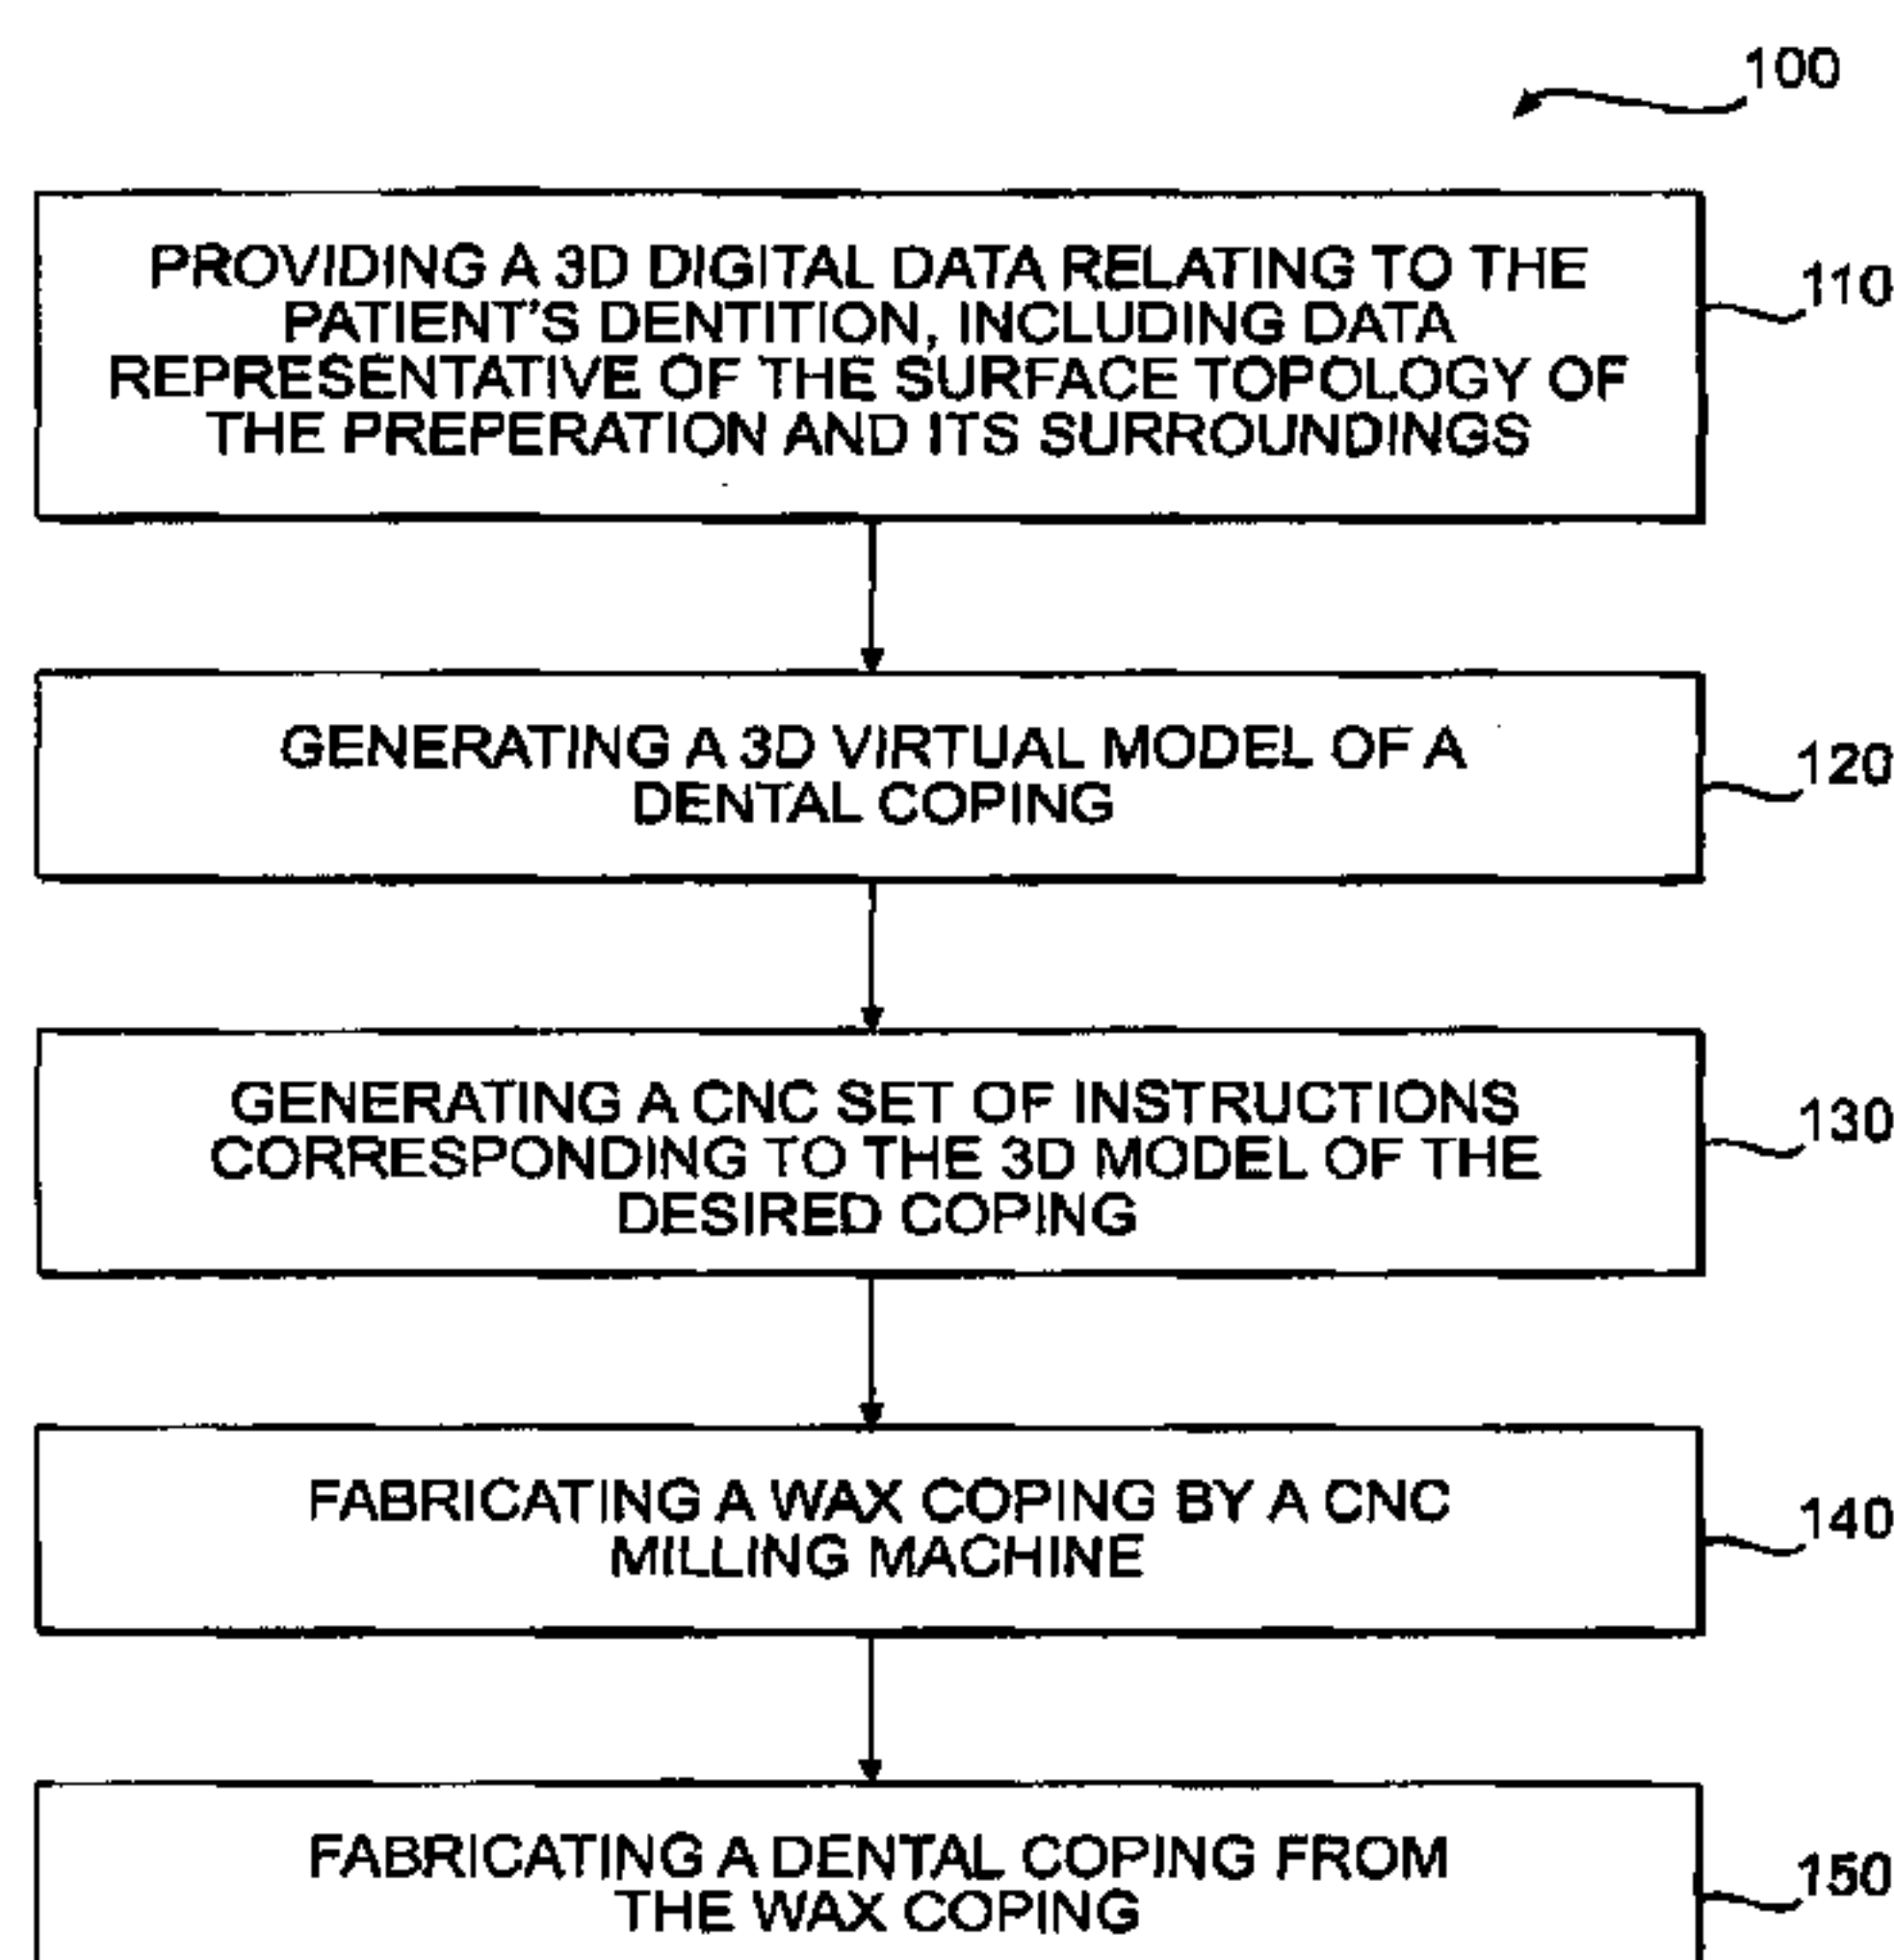 100
PROVIDING A 3D DIGITAL DATA RELATING TO THE
PATIENT'S DENTITION, INCLUDING DATA
REPRESENTATIVE OF THE SURFACE TOPOLOGY OF
THE PREPERATION AND ITS SURROUNDINGS
110
GENERATING A 3D VIRTUAL MODEL OF A
DENTAL COPING
120
GENERATING A CNC SET OF INSTRUCTIONS
CORRESPONDING TO THE 3D MODEL OF THE
DESIRED COPING
130
FABRICATING A WAX COPING BY A CNC
MILLING MACHINE
140
FABRICATING A DENTAL COPING FROM
THE WAX COPING
150